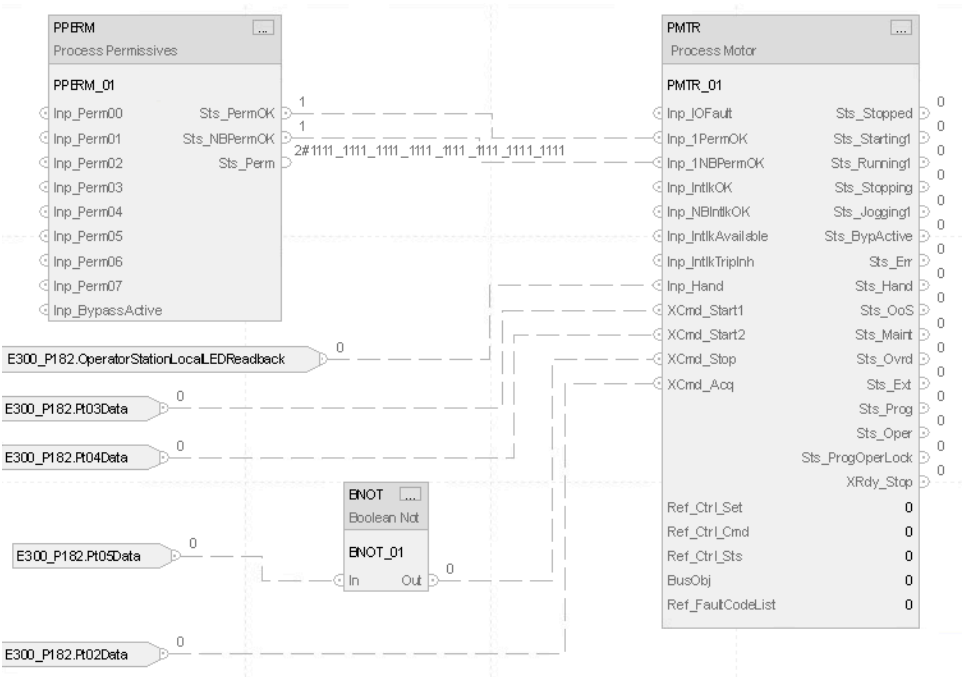 PPERM ...
Process Permissives
PPERM_01
Inp_Perm00 Sts_PermOK 1
Inp_Perm01 Sts_NBPermOK 1
Inp_Perm02 Sts_Perm 2#1111_1111_1111_1111_1111_1111_1111_1111
Inp_Perm03
Inp_Perm04
Inp_Perm05
Inp_Perm06
Inp_Perm07
Inp_BypassActive
PMTR ...
Process Motor
PMTR_01
Inp_IOFault Sts_Stopped 0
Inp_1PermOK Sts_Starting1 0
Inp_1NBPermOK Sts_Running1 0
Inp_IntlkOK Sts_Stopping 0
Inp_NBIntlkOK Sts_Jogging1 0
Inp_IntlkAvailable Sts_BypActive 0
Inp_IntlkTripInh Sts_Err 0
Inp_Hand Sts_Hand 0
XCmd_Start1 Sts_OoS 0
XCmd_Start2 Sts_Maint 0
XCmd_Stop Sts_Ovrd 0
XCmd_Acq Sts_Ext 0
Sts_Prog 0
Sts_Oper 0
Sts_ProgOperLock 0
XRdy_Stop 0
Ref_Ctrl_Set 0
Ref_Ctrl_Cmd 0
Ref_Ctrl_Sts 0
BusObj 0
Ref_FaultCodeList 0
E300_P182.OperatorStationLocalLEDReadback 0
E300_P182.Pt03Data 0
E300_P182.Pt04Data 0
BNOT ...
Boolean Not
BNOT_01
In Out 0
E300_P182.Pt05Data 0
E300_P182.Pt02Data 0